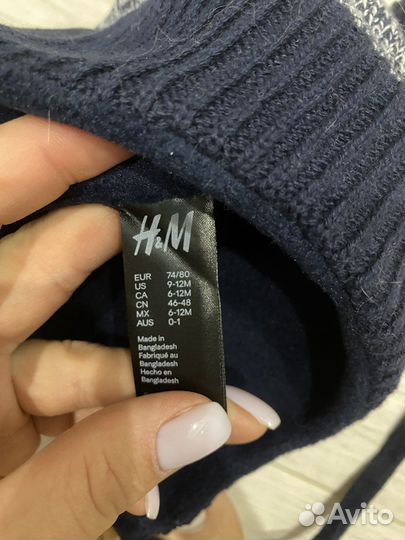 H&M
EUR 74/80
US 9-12M
CA 6-12M
CN 46-48
MX 6-12M
AUS 0-1
Made in
Bangladesh
Fabriqué au
Bangladesh
Hecho en
Bangladesh
Avito